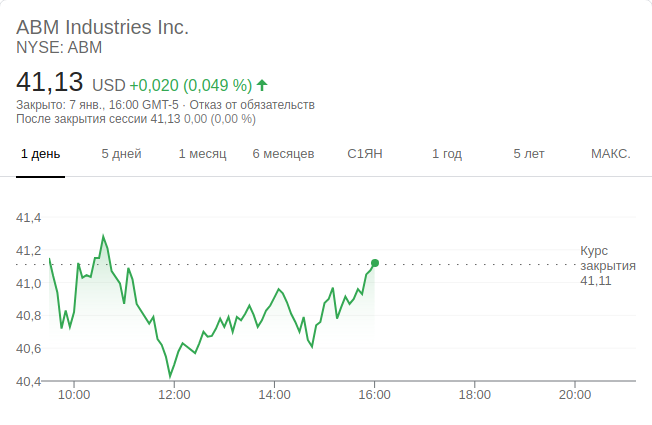 ABM Industries Inc.
NYSE: ABM
41,13 USD +0,020 (0,049 %)
Закрыто: 7 янв., 16:00 GMT-5 · Отказ от обязательств
После закрытия сессии 41,13 0,00 (0,00 %)
1 день 5 дней 1 месяц 6 месяцев С1ЯН 1 год 5 лет МАКС.
41,4
41,2
41,0
40,8
40,6
40,4
Курс
закрытия
41,11
10:00 12:00 14:00 16:00 18:00 20:00